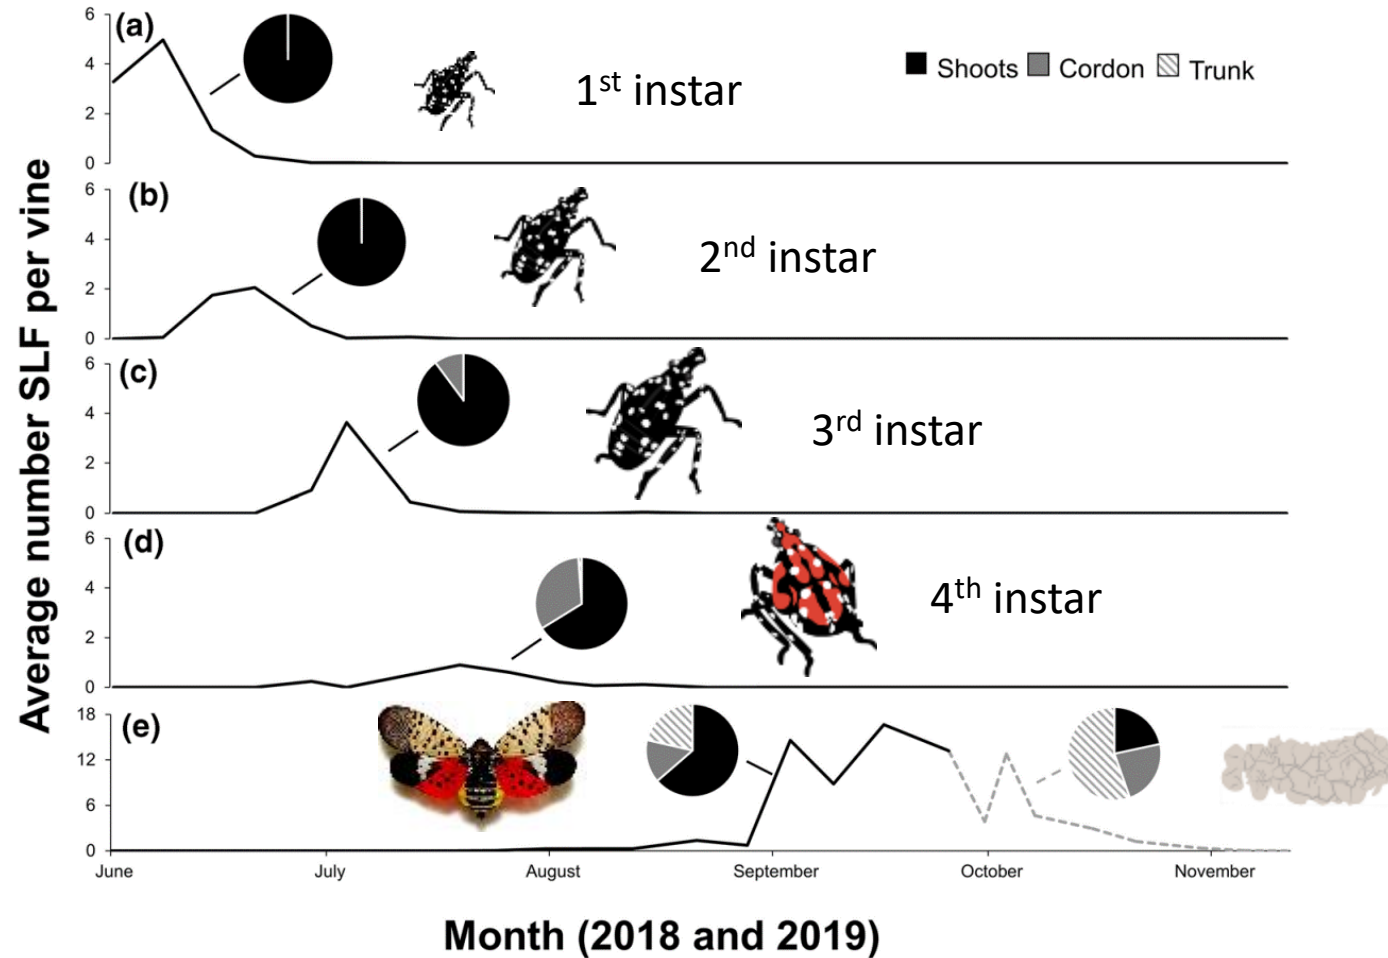 (a)
6
4
2
0
1st instar
Shoots Cordon Trunk
(b)
6
4
2
0
2nd instar
(c)
6
4
2
0
3rd instar
(d)
6
4
2
0
4th instar
(e)
18
12
6
0
June July August September October November
Average number SLF per vine
Month (2018 and 2019)